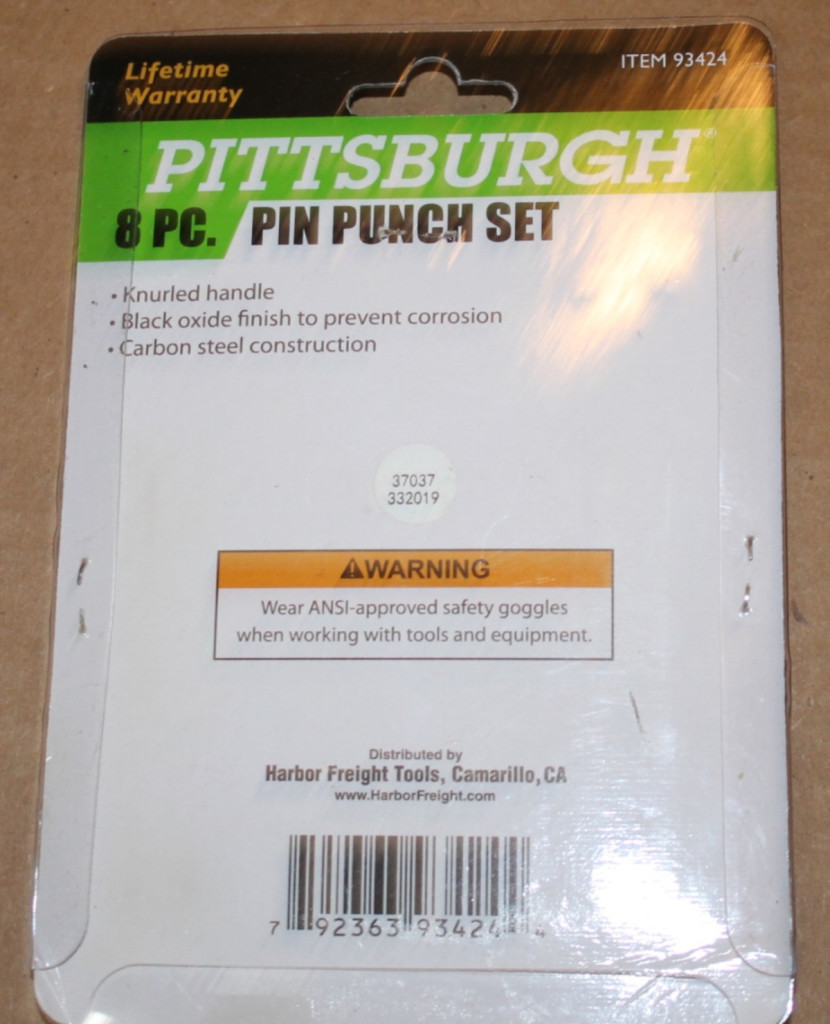 Lifetime
Warranty
ITEM 93424
PITTSBURGH®
8 PC. PIN PUNCH SET
• Knurled handle
• Black oxide finish to prevent corrosion
• Carbon steel construction
37037
332019
⚠WARNING
Wear ANSI-approved safety goggles
when working with tools and equipment.
Distributed by
Harbor Freight Tools, Camarillo, CA
www.HarborFreight.com
7 92363 93424 4